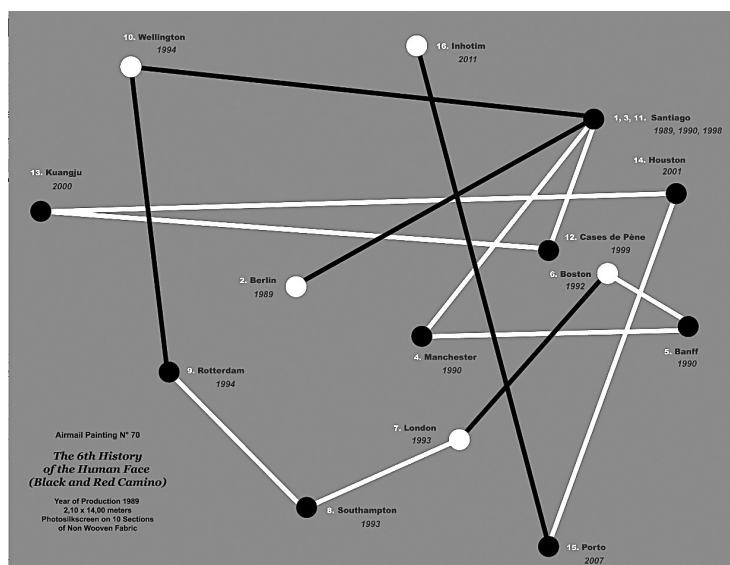 10. Wellington
1994
16. Inhotim
2011
1, 3, 11. Santiago
1989, 1990, 1998
14. Houston
2001
13. Kuangju
2000
12. Cases de Pène
1999
2. Berlin
1989
6. Boston
1992
5. Banff
1990
4. Manchester
1990
9. Rotterdam
1994
7. London
1993
8. Southampton
1993
15. Porto
2007
Airmail Painting N° 70
The 6th History
of the Human Face
(Black and Red Camino)
Year of Production 1989
2,10 x 14,00 meters
Photosilkscreen on 10 Sections
of Non Wooven Fabric